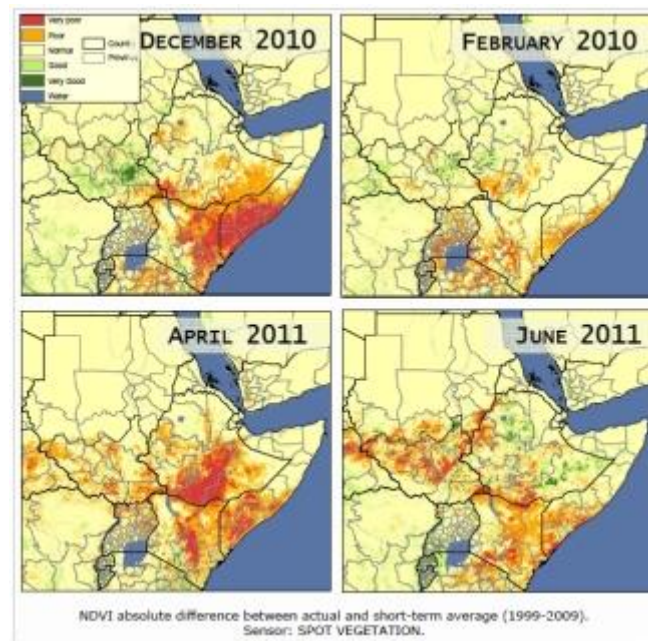 Very poor
Poor
Normal
Good
Very Good
Water
DECEMBER 2010
FEBRUARY 2010
APRIL 2011
JUNE 2011
NDVI absolute difference between actual and short-term average (1999-2009).
Sensor: SPOT VEGETATION.